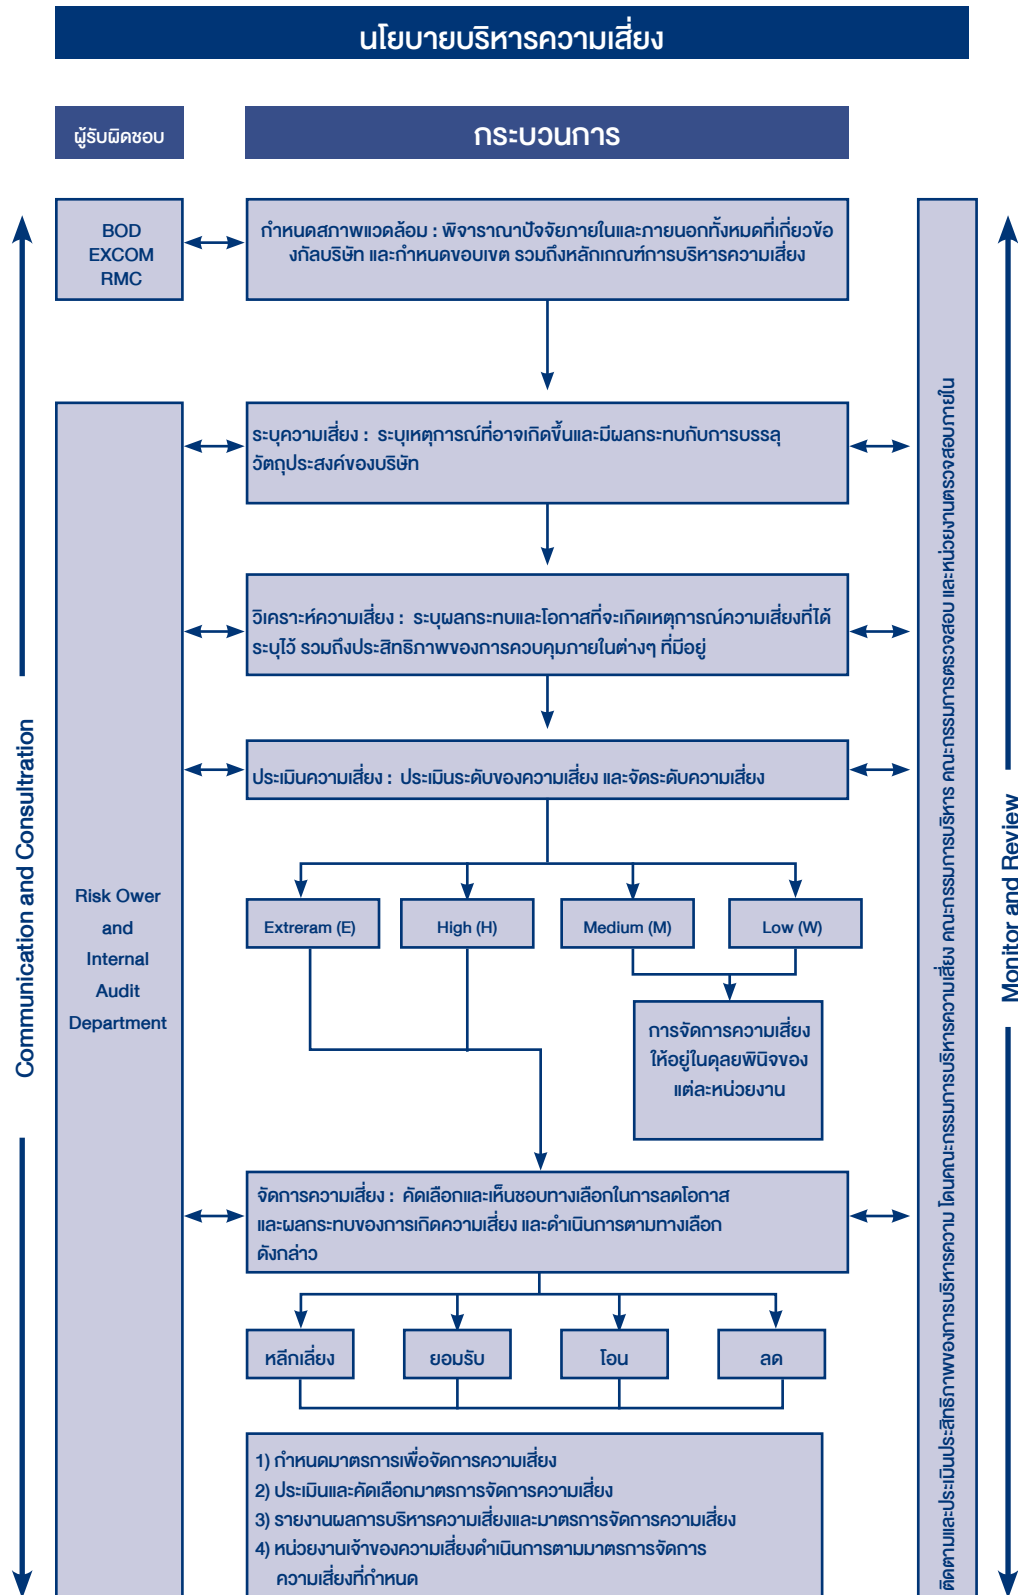 นโยบายบริหารความเสี่ยง
ผู้รับผิดชอบ
กระบวนการ
BOD
EXCOM
RMC
กำหนดสภาพแวดล้อม : พิจาราณาปัจจัยภายในและภายนอกทั้งหมดที่เกี่ยวข้อ
งกัลบริษัท และกำหนดขอบเขต รวมถึงหลักเกณฑ์การบริหารความเสี่ยง
ระบุความเสี่ยง : ระบุเหตุการณ์ที่อาจเกิดขึ้นและมีผลกระทบกับการบรรลุ
วัตถุประสงค์ของบริษัท
วิเคราะห์ความเสี่ยง : ระบุผลกระทบและโอกาสที่จะเกิดเหตุการณ์ความเสี่ยงที่ได้
ระบุไว้ รวมถึงประสิทธิภาพของการควบคุมภายในต่างๆ ที่มีอยู่
ประเมินความเสี่ยง : ประเมินระดับของความเสี่ยง และจัดระดับความเสี่ยง
Communication and Consultration
Risk Ower
and
Internal
Audit
Department
Extreram (E)
High (H)
Medium (M)
Low (W)
การจัดการความเสี่ยง
ให้อยู่ในดุลยพินิจของ
แต่ละหน่วยงาน
จัดการความเสี่ยง : คัดเลือกและเห็นชอบทางเลือกในการลดโอกาส
และผลกระทบของการเกิดความเสี่ยง และดำเนินการตามทางเลือก
ดังกล่าว
หลีกเลี่ยง
ยอมรับ
โอน
ลด
1) กำหนดมาตรการเพื่อจัดการความเสี่ยง
2) ประเมินและคัดเลือกมาตรการจัดการความเสี่ยง
3) รายงานผลการบริหารความเสี่ยงและมาตรการจัดการความเสี่ยง
4) หน่วยงานเจ้าของความเสี่ยงดำเนินการตามมาตรการจัดการ
ความเสี่ยงที่กำหนด
ติดตามและประเมินประสิทธิภาพของการบริหารความ โดนคณะกรรมการบริหารความเสี่ยง คณะกรรมการบริหาร คณะกรรมการตรวจสอบ และหน่วยงานตรวจสอบภายใน
Monitor and Review